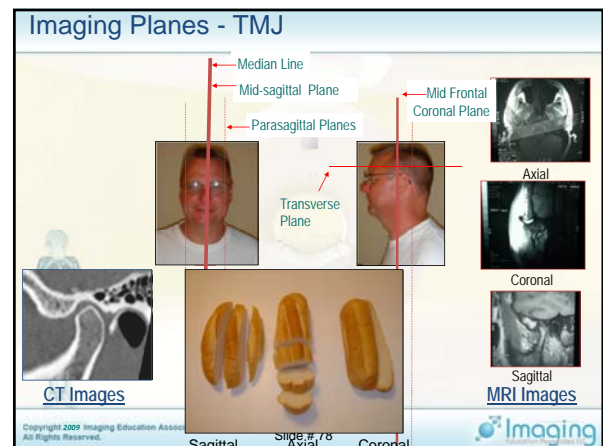 Imaging Planes - TMJ
Median Line
Mid-sagittal Plane
Parasagittal Planes
Mid Frontal
Coronal Plane
Transverse
Plane
Axial
Coronal
Sagittal
CT Images
MRI Images
Copyright 2009 Imaging Education Assoc
All Rights Reserved.
Slide # 78
Sagittal
Axial
Coronal
Imaging